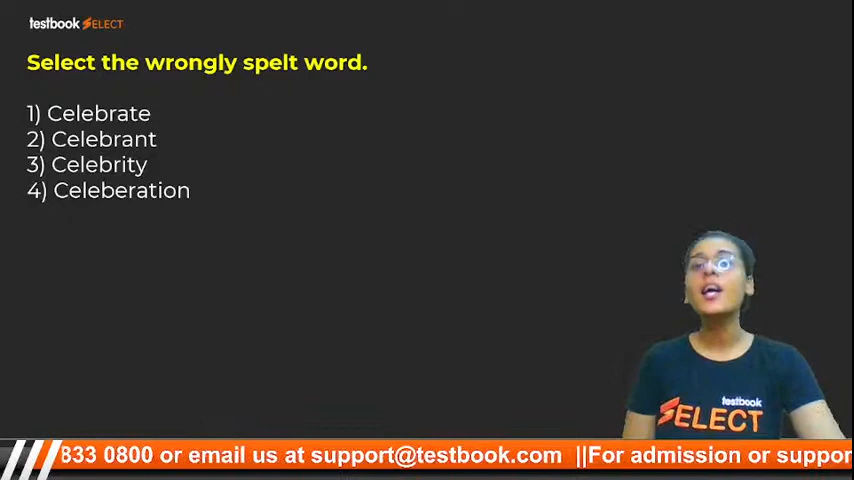 testbook SELECT
Select the wrongly spelt word.
1) Celebrate
2) Celebrant
3) Celebrity
4) Celeberation
testbook
SELECT
833 0800 or email us at support@testbook.com ||For admission or suppor